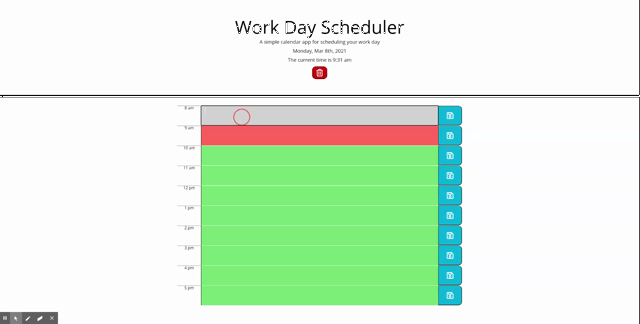 Work Day Scheduler
A simple calendar app for scheduling your work day
Monday, Mar 8th, 2021
The current time is 9:31 am
8 am
9 am
10 am
11 am
12 pm
1 pm
2 pm
3 pm
4 pm
5 pm